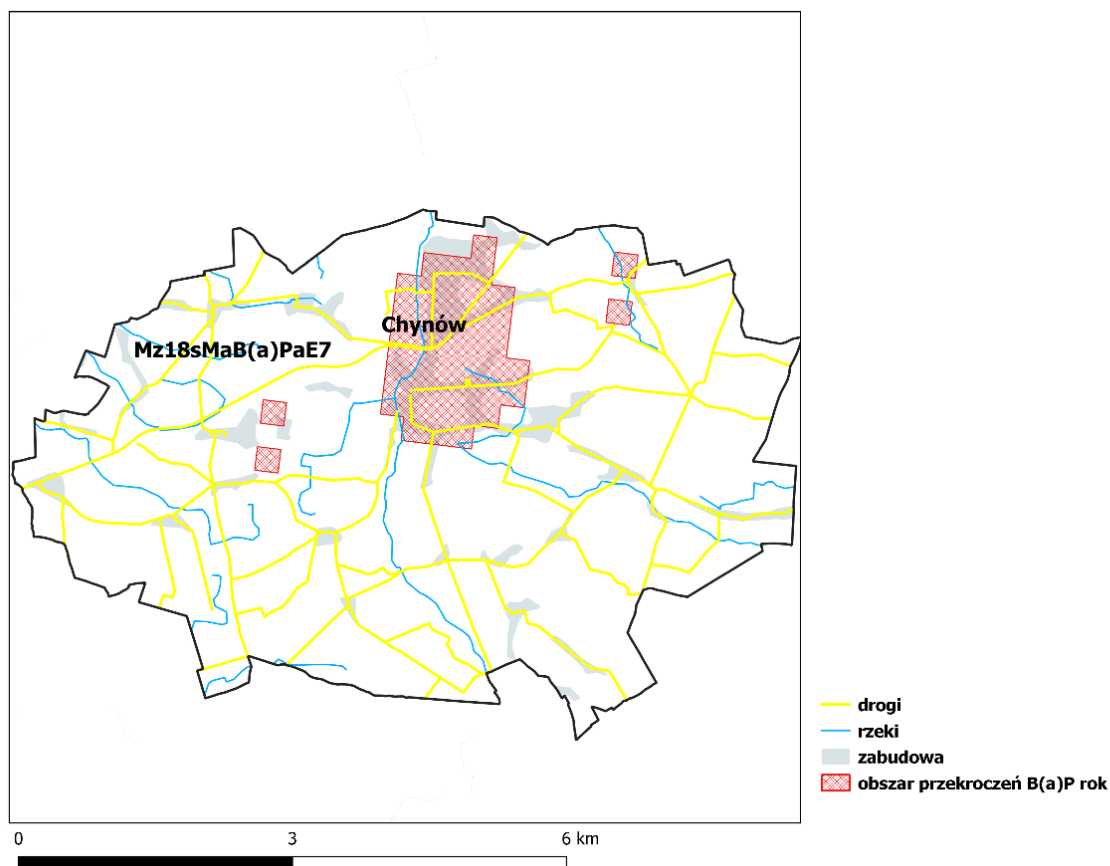 Chynów
Mz18sMaB(a)PaE7
drogi
rzeki
zabudowa
obszar przekroczeń B(a)P rok
0 3 6 km